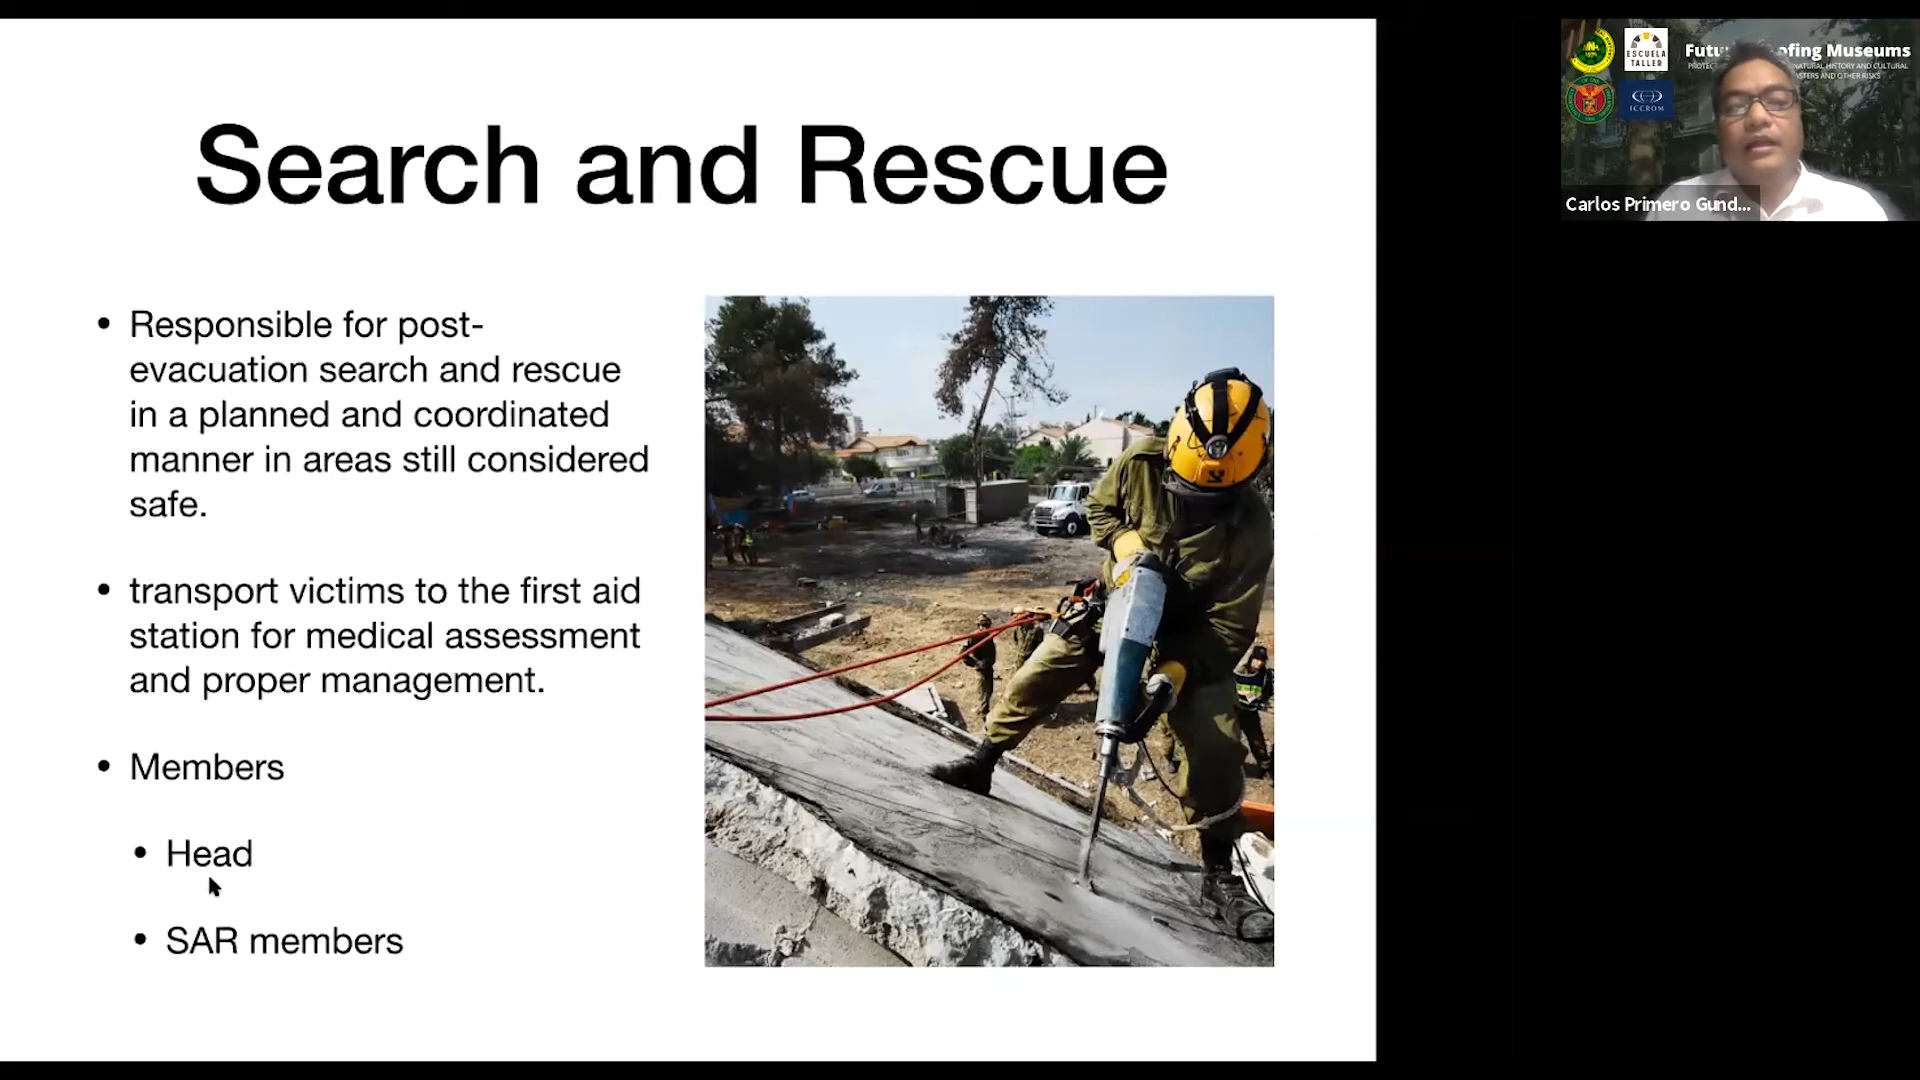 Search and Rescue
• Responsible for post-
evacuation search and rescue
in a planned and coordinated
manner in areas still considered
safe.
• transport victims to the first aid
station for medical assessment
and proper management.
• Members
• Head
• SAR members
ESCUELA
TALLER
ICCROM
Futu ofing Museums
NATURAL HISTORY AND CULTURAL
ASTERS AND OTHER RISKS
Carlos Primero Gund...